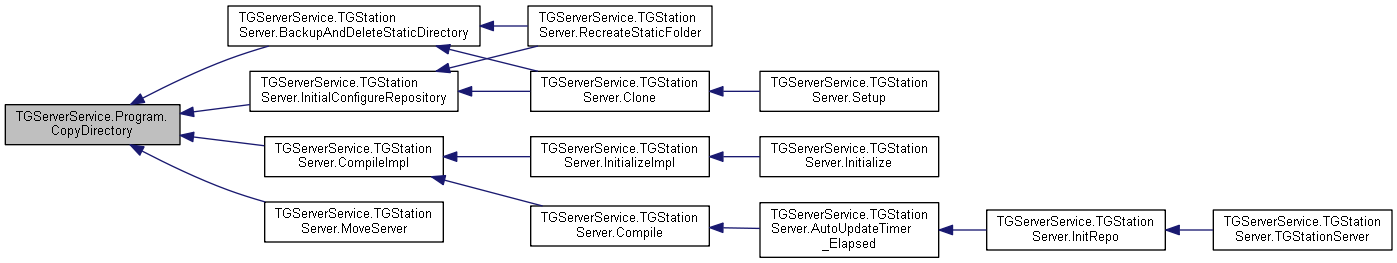 TGServerService.Program.
CopyDirectory
TGServerService.TGStation
Server.BackupAndDeleteStaticDirectory
TGServerService.TGStation
Server.RecreateStaticFolder
TGServerService.TGStation
Server.InitialConfigureRepository
TGServerService.TGStation
Server.Clone
TGServerService.TGStation
Server.Setup
TGServerService.TGStation
Server.CompileImpl
TGServerService.TGStation
Server.InitializeImpl
TGServerService.TGStation
Server.Initialize
TGServerService.TGStation
Server.MoveServer
TGServerService.TGStation
Server.Compile
TGServerService.TGStation
Server.AutoUpdateTimer
_Elapsed
TGServerService.TGStation
Server.InitRepo
TGServerService.TGStation
Server.TGStationServer